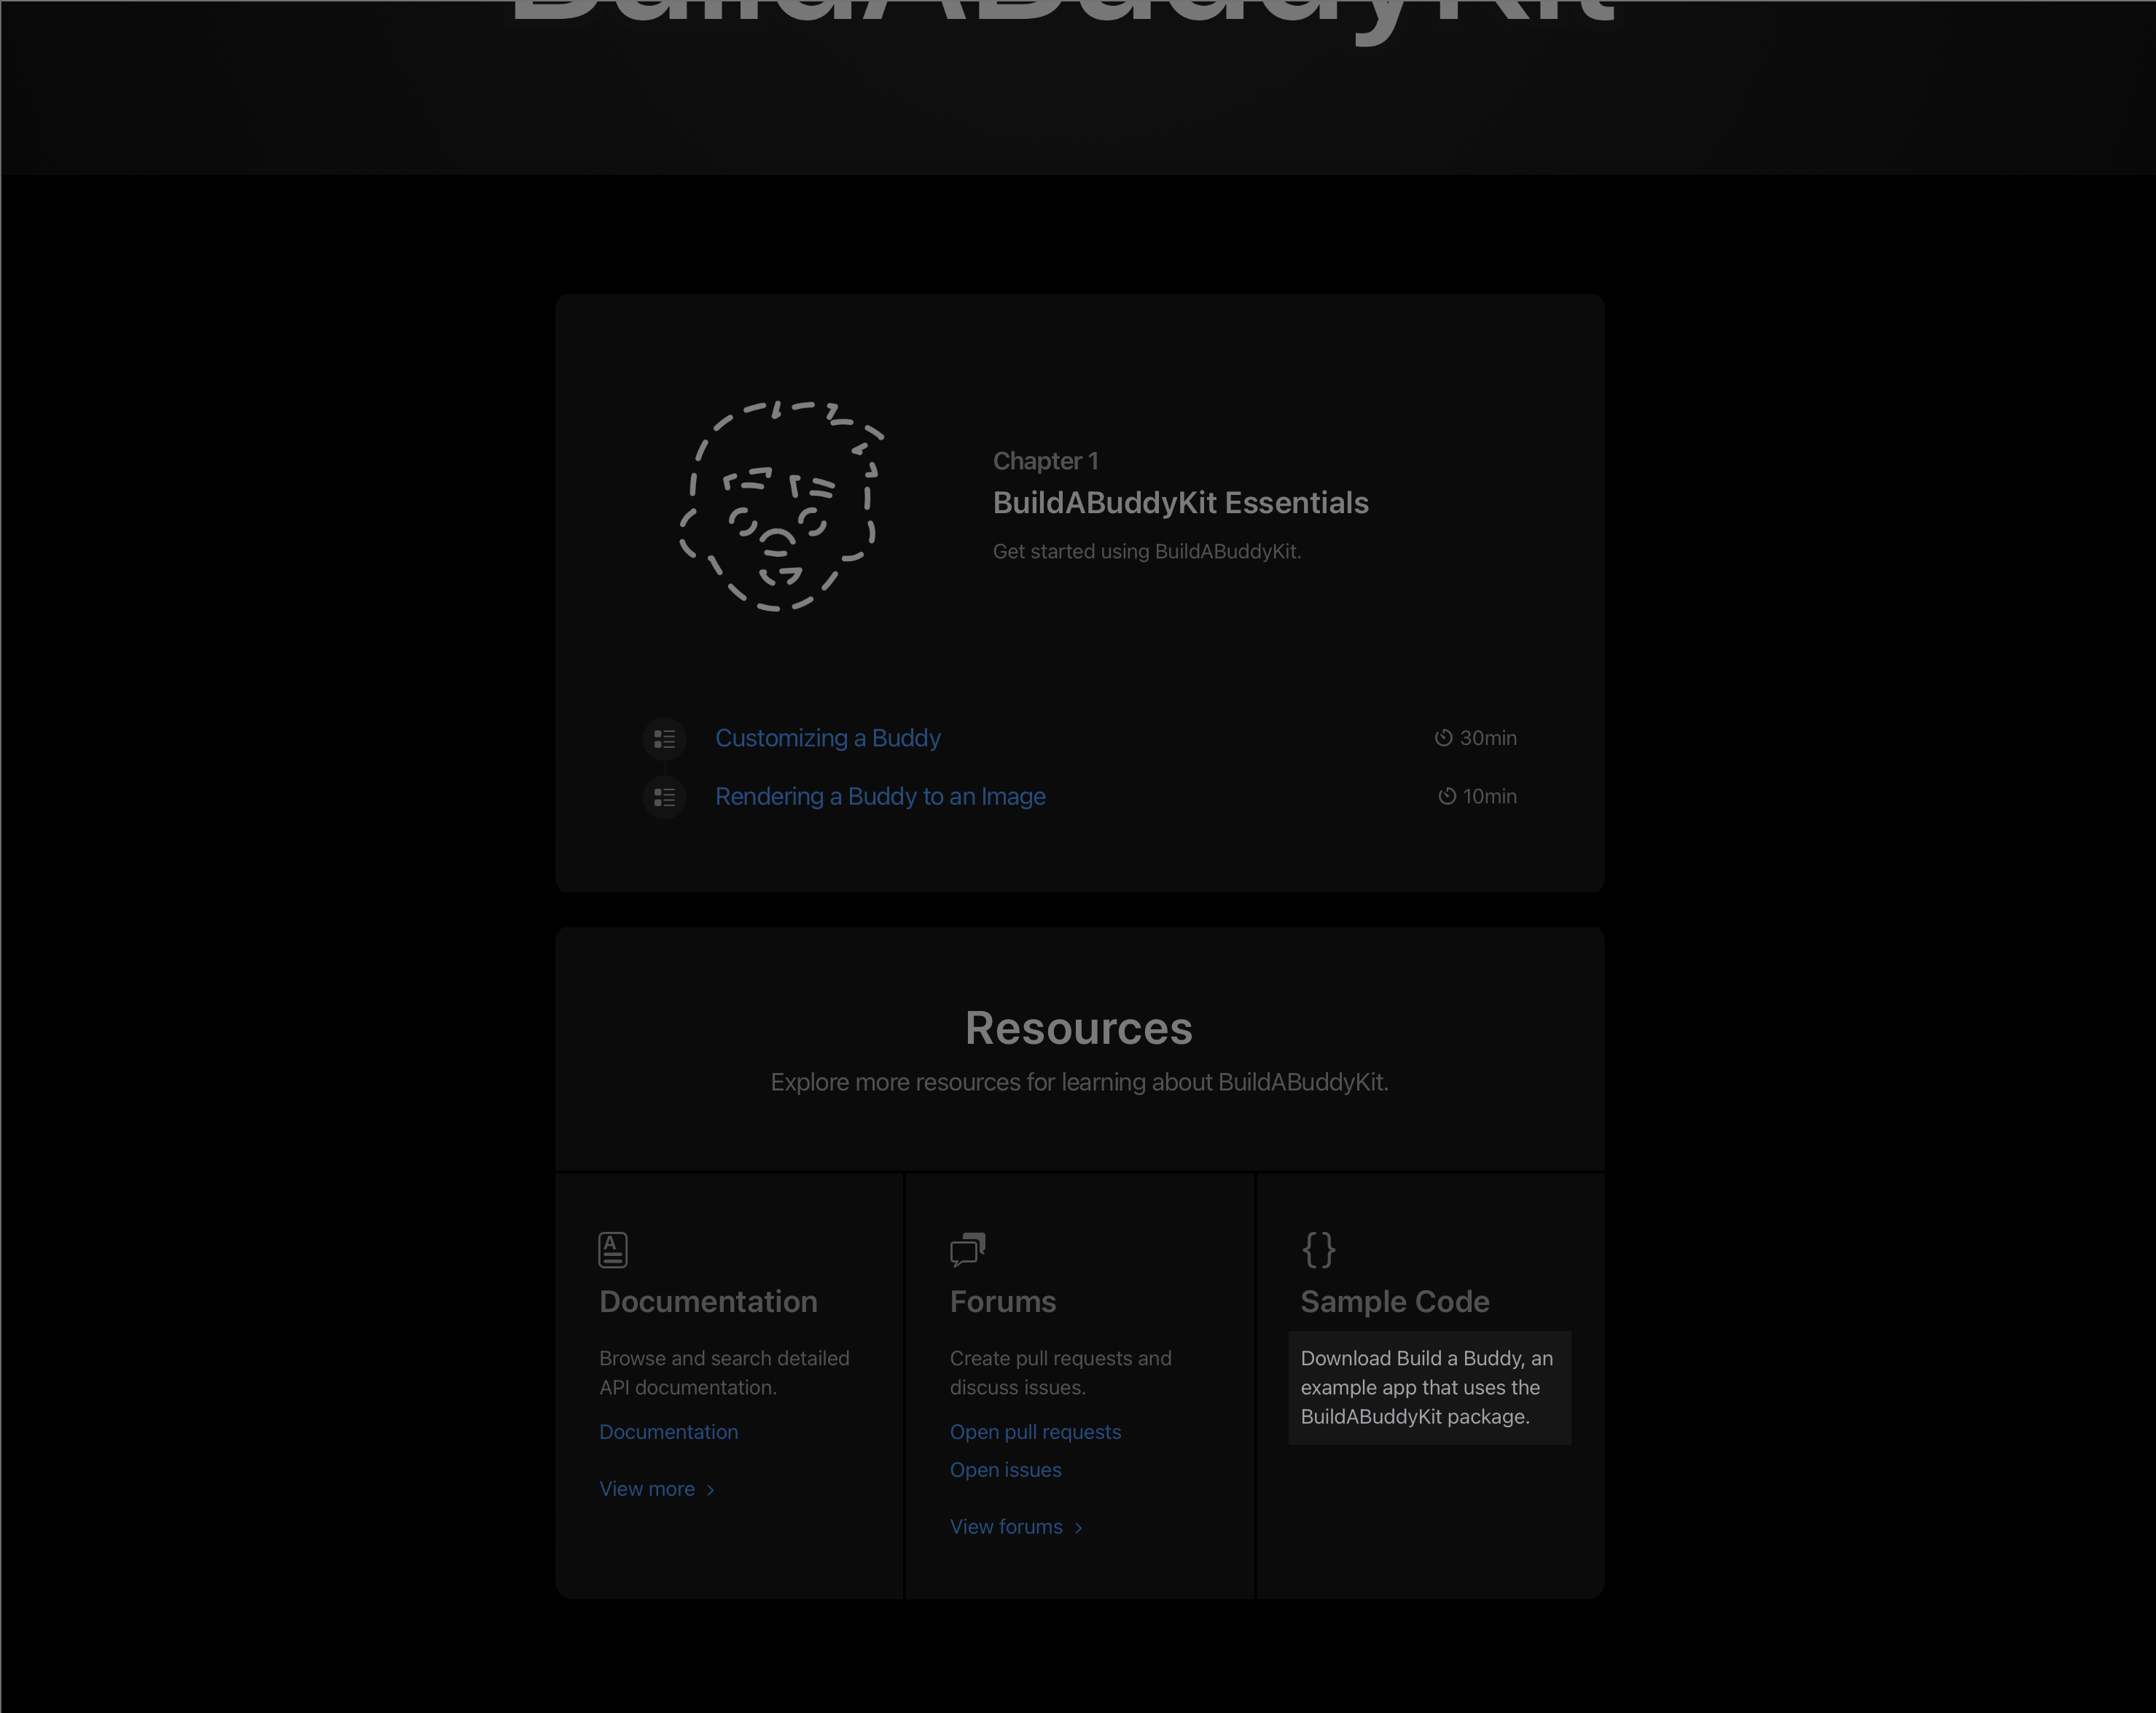 BuildABuddyKit
Chapter 1
BuildABuddyKit Essentials
Get started using BuildABuddyKit.
Customizing a Buddy
30min
Rendering a Buddy to an Image
10min
Resources
Explore more resources for learning about BuildABuddyKit.
A
Documentation
Browse and search detailed
API documentation.
Documentation
View more >
Forums
Create pull requests and
discuss issues.
Open pull requests
Open issues
View forums >
{}
Sample Code
Download Build a Buddy, an
example app that uses the
BuildABuddyKit package.